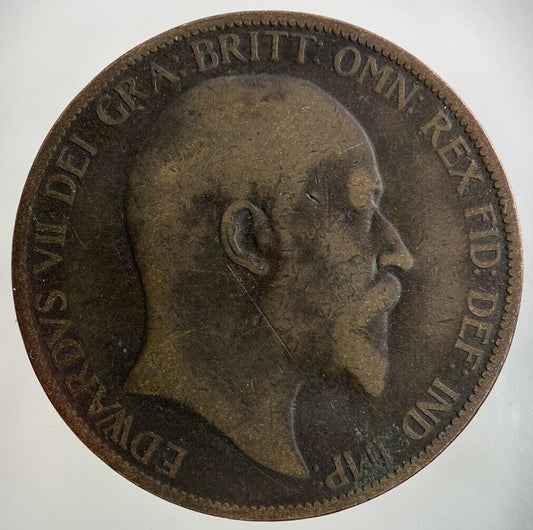 EDWARDVS VII DEI GRA: BRITT: OMN: REX FID: DEF: IND: IMP: